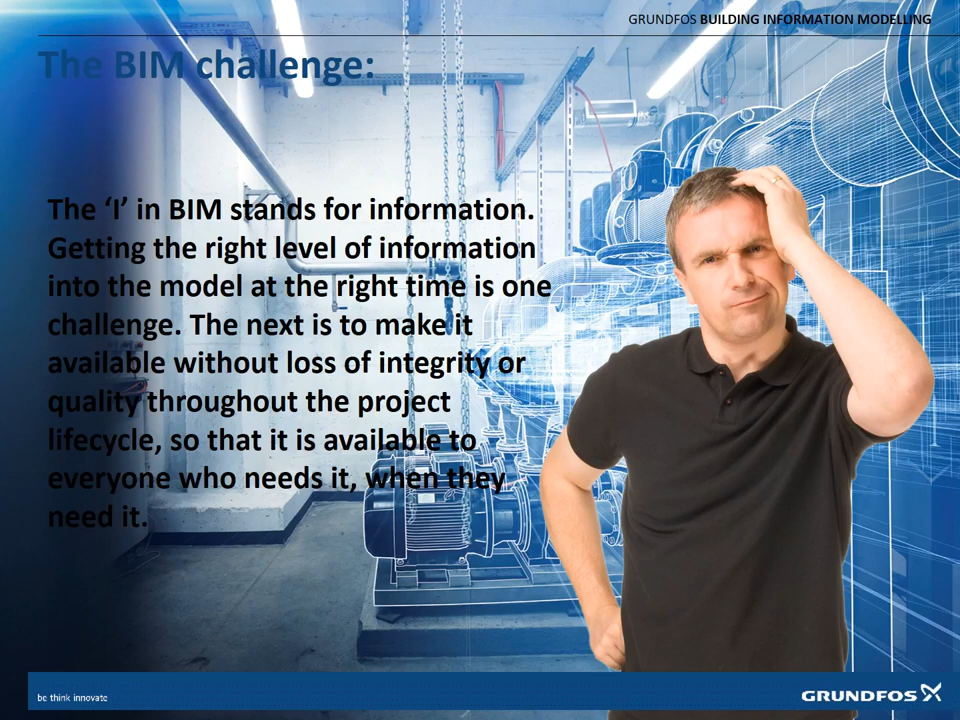 GRUNDFOS BUILDING INFORMATION MODELLING
The BIM challenge:
The ‘I’ in BIM stands for information.
Getting the right level of information
into the model at the right time is one
challenge. The next is to make it
available without loss of integrity or
quality throughout the project
lifecycle, so that it is available to
everyone who needs it, when they
need it.
be think innovate
GRUNDFOS